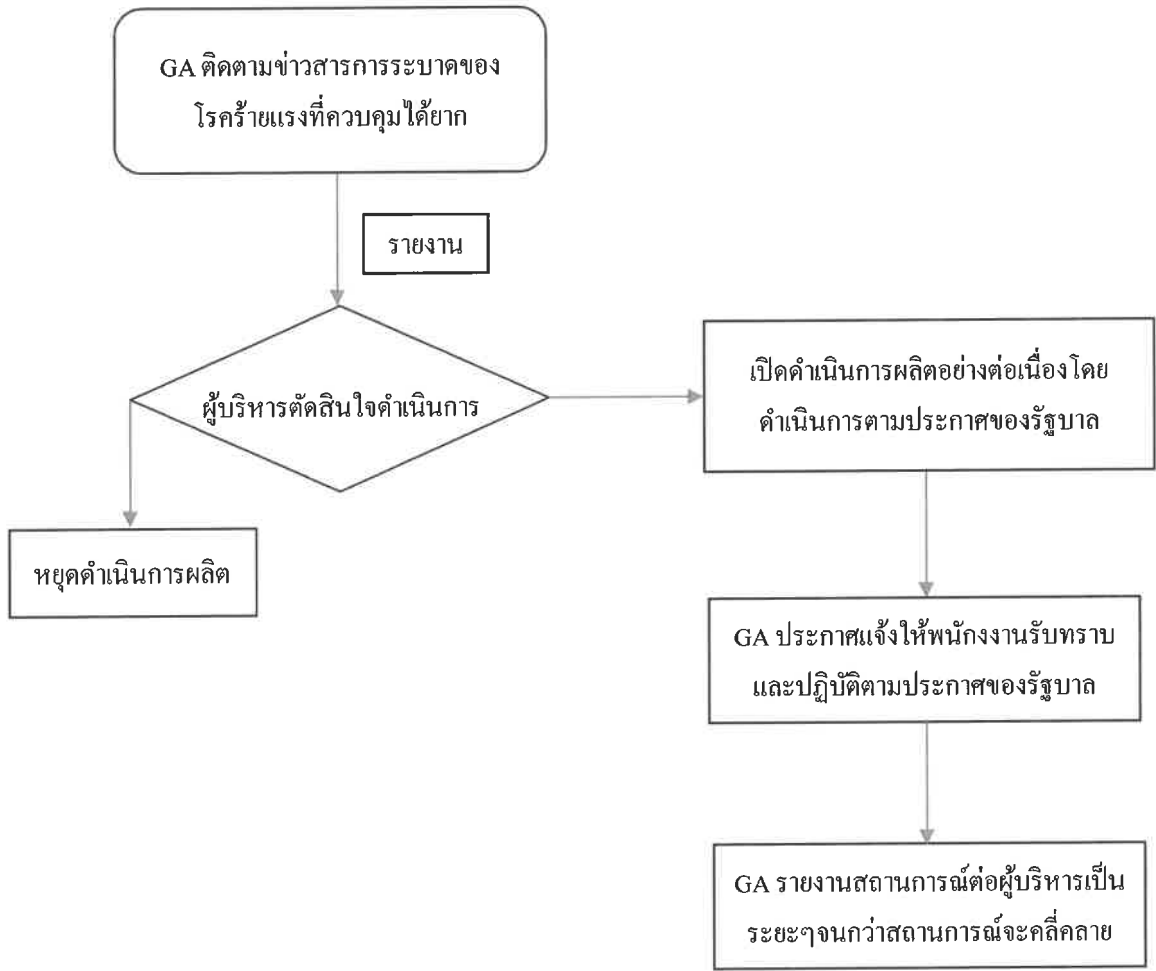 GA ติดตามข่าวสารการระบาดของ
โรคร้ายแรงที่ควบคุมได้ยาก
รายงาน
ผู้บริหารตัดสินใจดำเนินการ
เปิดดำเนินการผลิตอย่างต่อเนื่องโดย
ดำเนินการตามประกาศของรัฐบาล
หยุดดำเนินการผลิต
GA ประกาศแจ้งให้พนักงงานรับทราบ
และปฏิบัติตามประกาศของรัฐบาล
GA รายงานสถานการณ์ต่อผู้บริหารเป็น
ระยะๆจนกว่าสถานการณ์จะคลี่คลาย